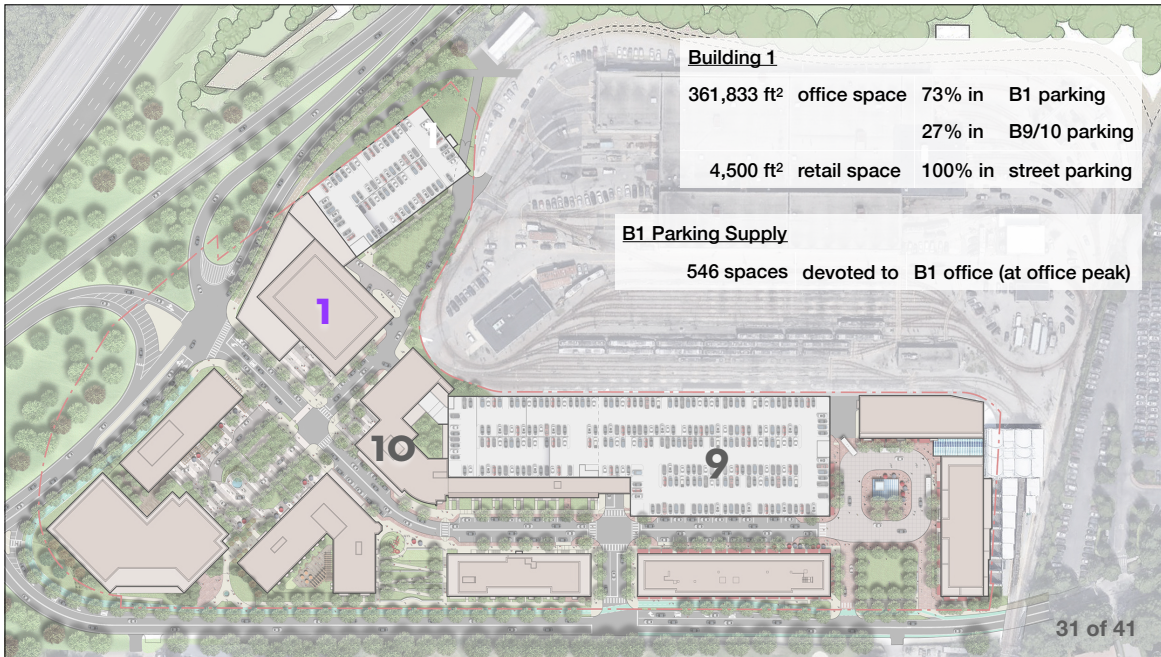 Building 1
361,833 ft² office space 73% in B1 parking
27% in B9/10 parking
4,500 ft² retail space 100% in street parking
B1 Parking Supply
546 spaces devoted to B1 office (at office peak)
1
1
10
9
31 of 41